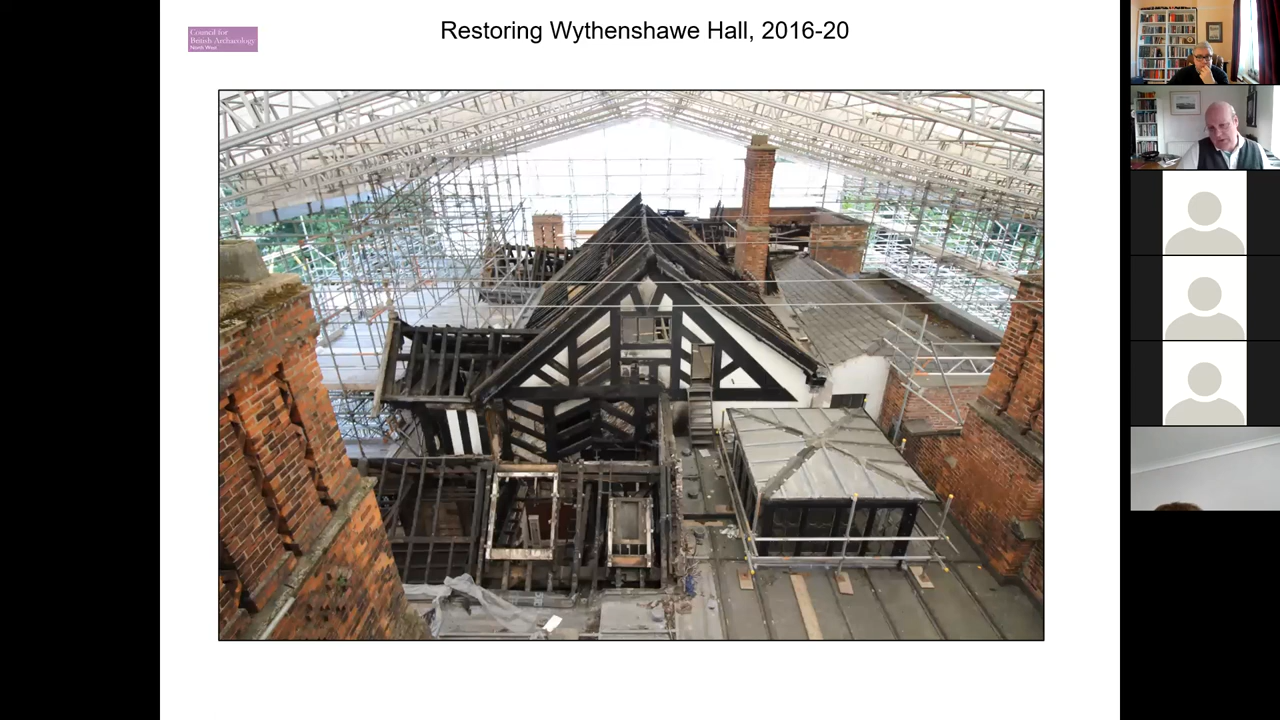 Restoring Wythenshawe Hall, 2016-20
Council for
British Archaeology
North West